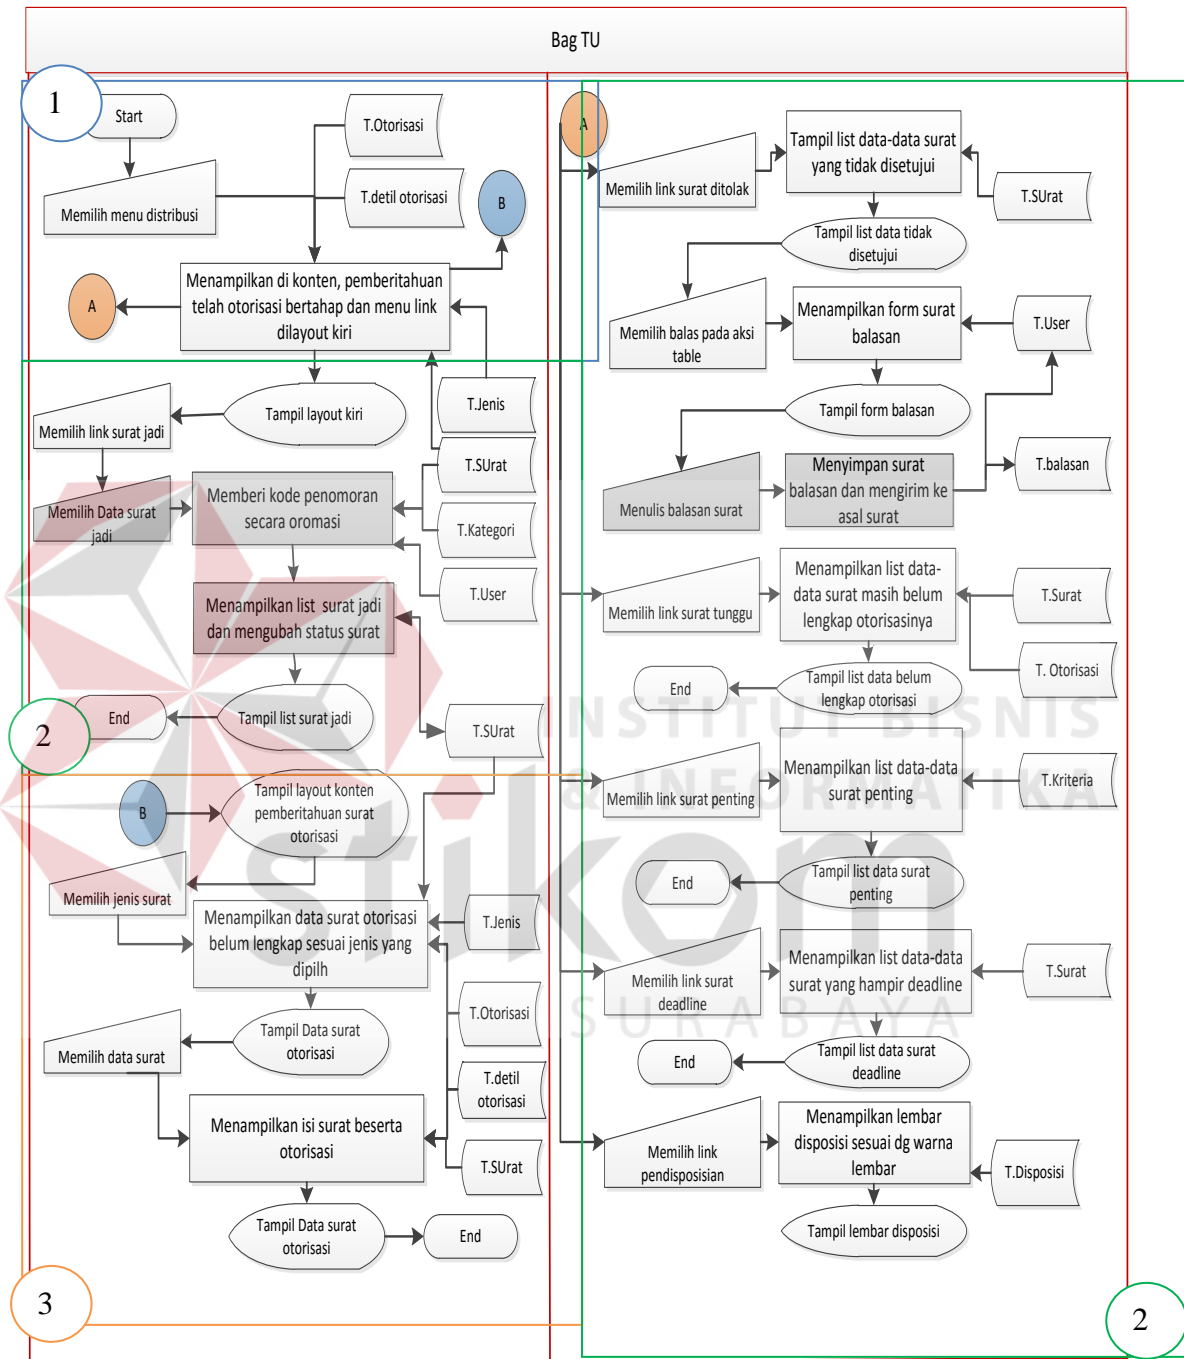 Bag TU
1
Start
T.Otorisasi
Memilih menu distribusi
T.detil otorisasi
B
A
Menampilkan di konten, pemberitahuan
telah otorisasi bertahap dan menu link
dilayout kiri
Tampil layout kiri
T.Jenis
Memilih link surat jadi
T.SUrat
Memilih Data surat
jadi
Memberi kode penomoran
secara oromasi
T.Kategori
T.User
Menampilkan list surat jadi
dan mengubah status surat
2
End
Tampil list surat jadi
T.SUrat
B
Tampil layout konten
pemberitahuan surat
otorisasi
Memilih jenis surat
Menampilkan data surat otorisasi
belum lengkap sesuai jenis yang
dipilh
T.Jenis
T.Otorisasi
Tampil Data surat
otorisasi
Memilih data surat
T.detil
otorisasi
Menampilkan isi surat beserta
otorisasi
T.SUrat
Tampil Data surat
otorisasi
End
3
A
Memilih link surat ditolak
Tampil list data-data surat
yang tidak disetujui
T.SUrat
Tampil list data tidak
disetujui
Memilih balas pada aksi
table
Menampilkan form surat
balasan
T.User
Tampil form balasan
Menulis balasan surat
Menyimpan surat
balasan dan mengirim ke
asal surat
T.balasan
Memilih link surat tunggu
Menampilkan list data-
data surat masih belum
lengkap otorisasinya
T.Surat
T. Otorisasi
End
Tampil list data belum
lengkap otorisasi
Memilih link surat penting
Menampilkan list data-data
surat penting
T.Kriteria
End
Tampil list data surat
penting
Memilih link surat
deadline
Menampilkan list data-data
surat yang hampir deadline
T.Surat
End
Tampil list data surat
deadline
Memilih link
pendisposisian
Menampilkan lembar
disposisi sesuai dg warna
lembar
T.Disposisi
Tampil lembar disposisi
2
INSTITUT BISNIS
& INFORMATIKA
stikom
SURABAYA